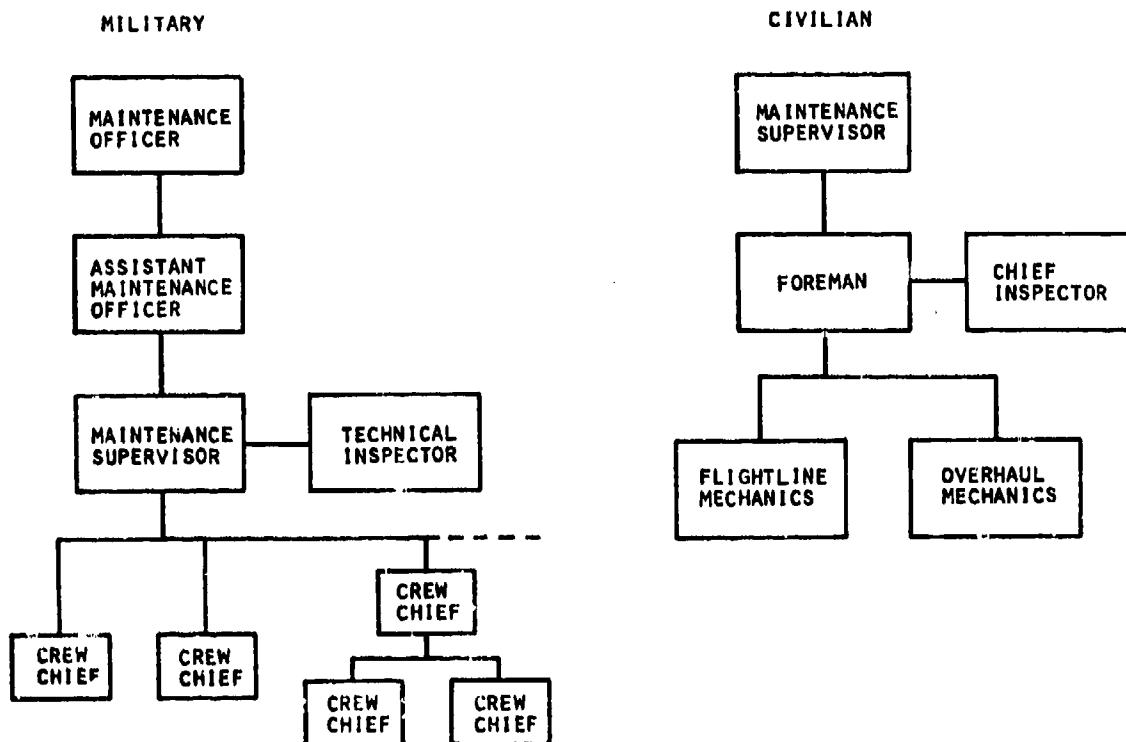 MILITARY
MAINTENANCE
OFFICER
ASSISTANT
MAINTENANCE
OFFICER
MAINTENANCE
SUPERVISOR
TECHNICAL
INSPECTOR
CREW
CHIEF
CREW
CHIEF
CREW
CHIEF
CREW
CHIEF
CREW
CHIEF
CIVILIAN
MAINTENANCE
SUPERVISOR
FOREMAN
CHIEF
INSPECTOR
FLIGHTLINE
MECHANICS
OVERHAUL
MECHANICS